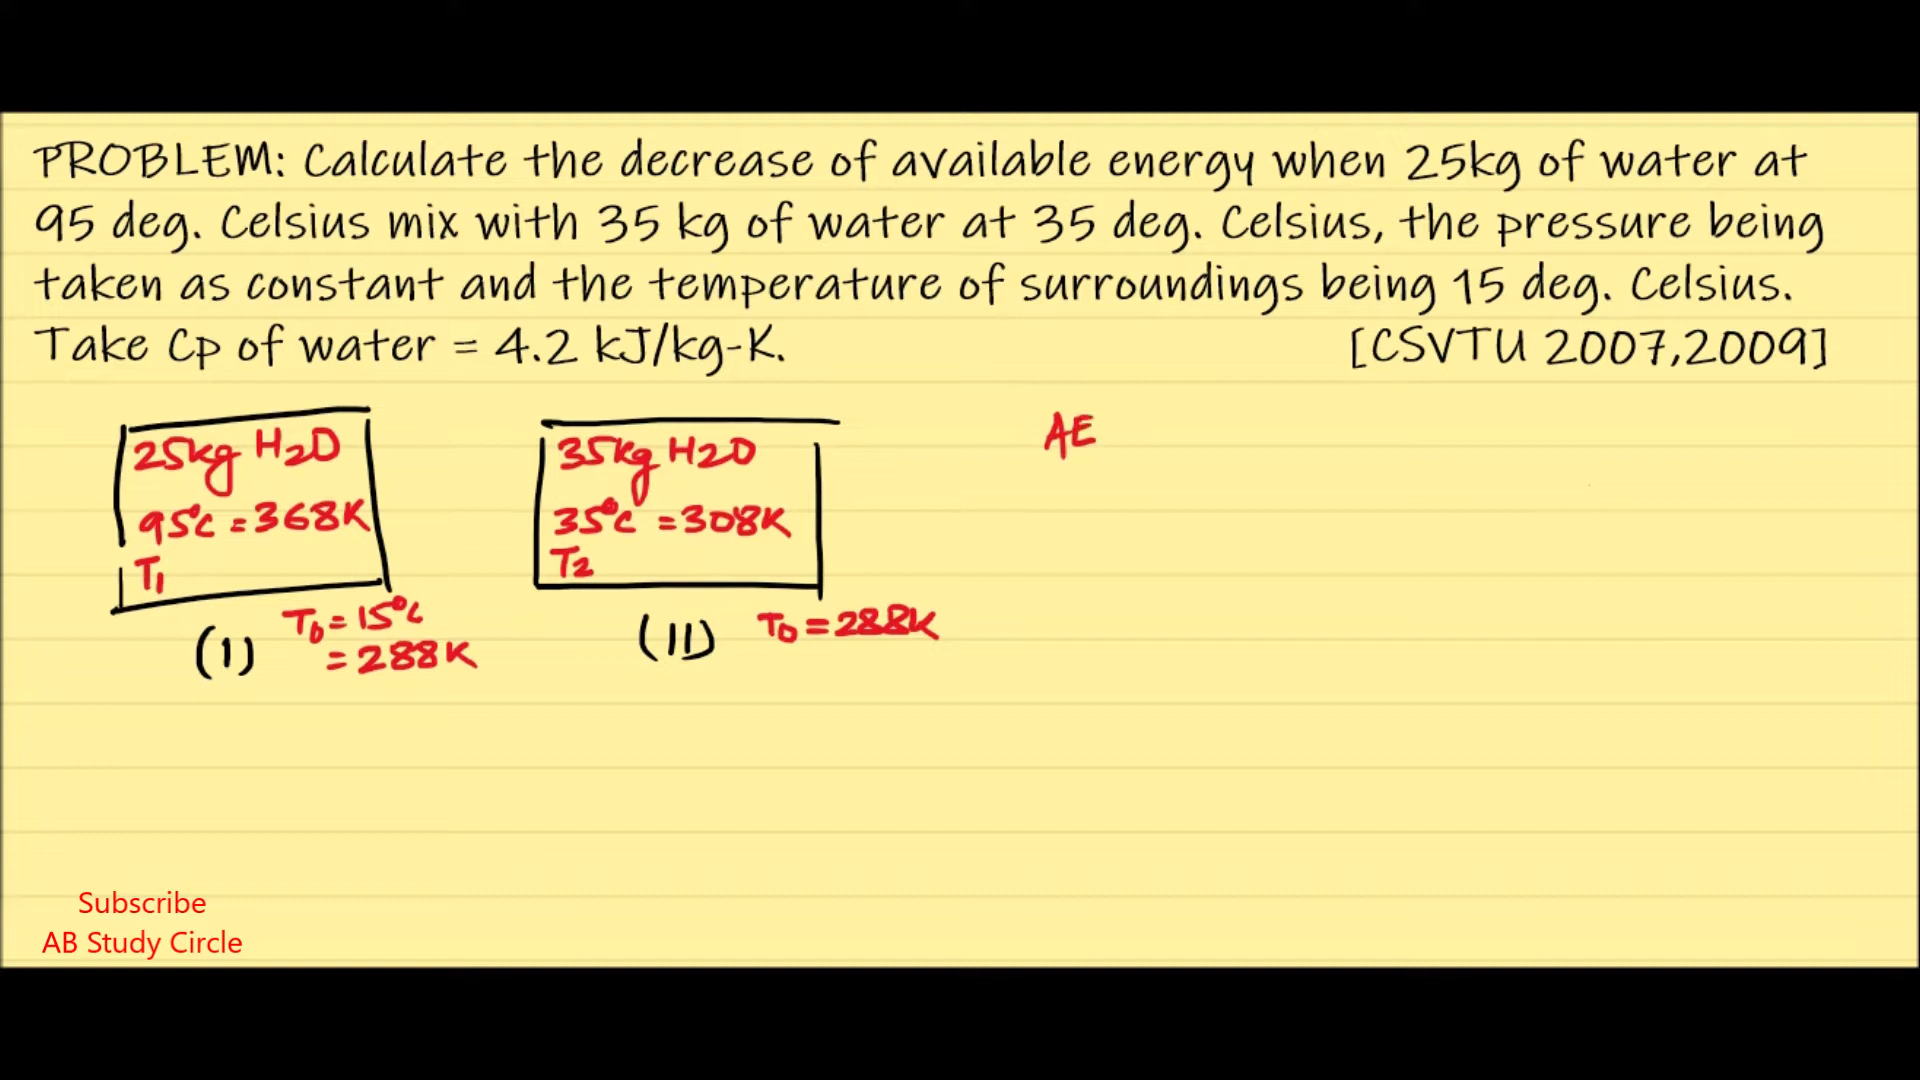 PROBLEM: Calculate the decrease of available energy when 25kg of water at
95 deg. Celsius mix with 35 kg of water at 35 deg. Celsius, the pressure being
taken as constant and the temperature of surroundings being 15 deg. Celsius.
Take Cp of water = 4.2 kJ/kg-K. [CSVTU 2007,2009]
25kg H2O
95°C = 368K
T1
(I)
T0 = 15°C
= 288K
35kg H2O
35°C = 308K
T2
(II)
T0 = 288K
AE
Subscribe
AB Study Circle